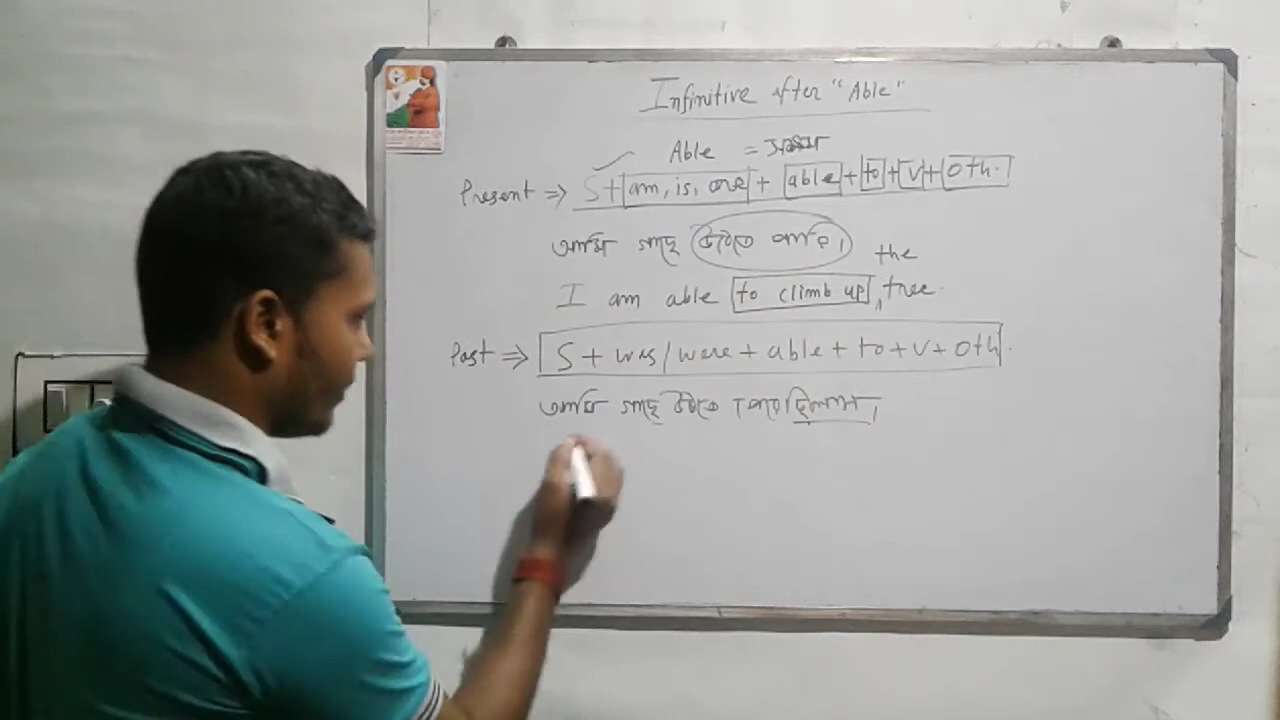 Infinitive after "Able"
Able = সক্ষম
Present ⇒ S + am, is, are + able + to + V + Oth.
আমি গাছে উঠতে পারি।
the
I am able to climb up tree.
Past ⇒ S + was/were + able + to + V + Oth.
আমি গাছে উঠতে পেরেছিলাম।